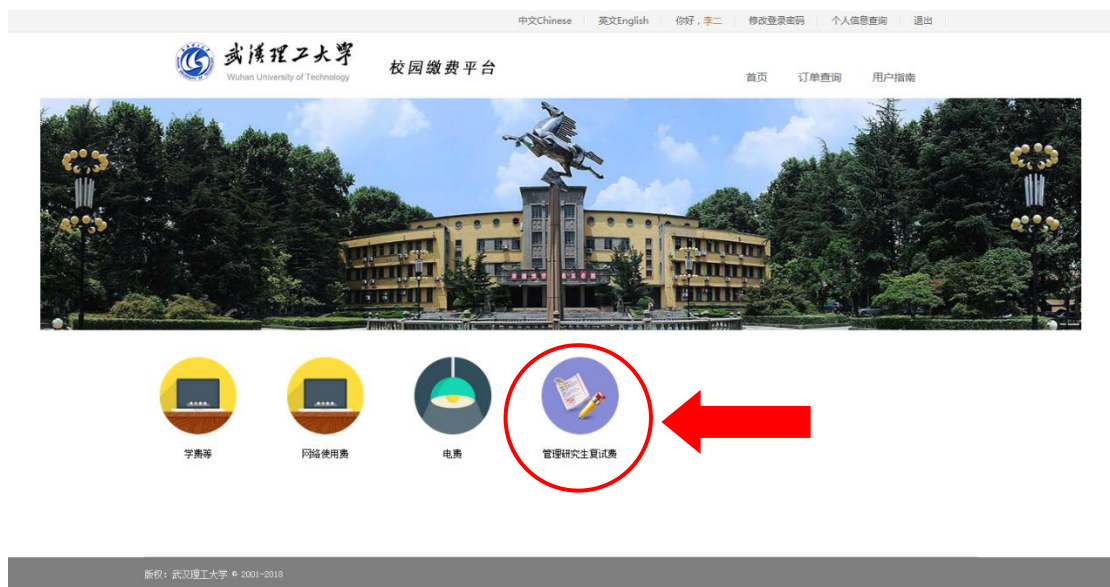 中文Chinese 英文English 你好，李二 修改登录密码 个人信息查询 退出
武汉理工大学
Wuhan University of Technology
校园缴费平台
首页 订单查询 用户指南
学费等 网络使用费 电费 管理研究生复试费
版权：武汉理工大学 © 2001-2018